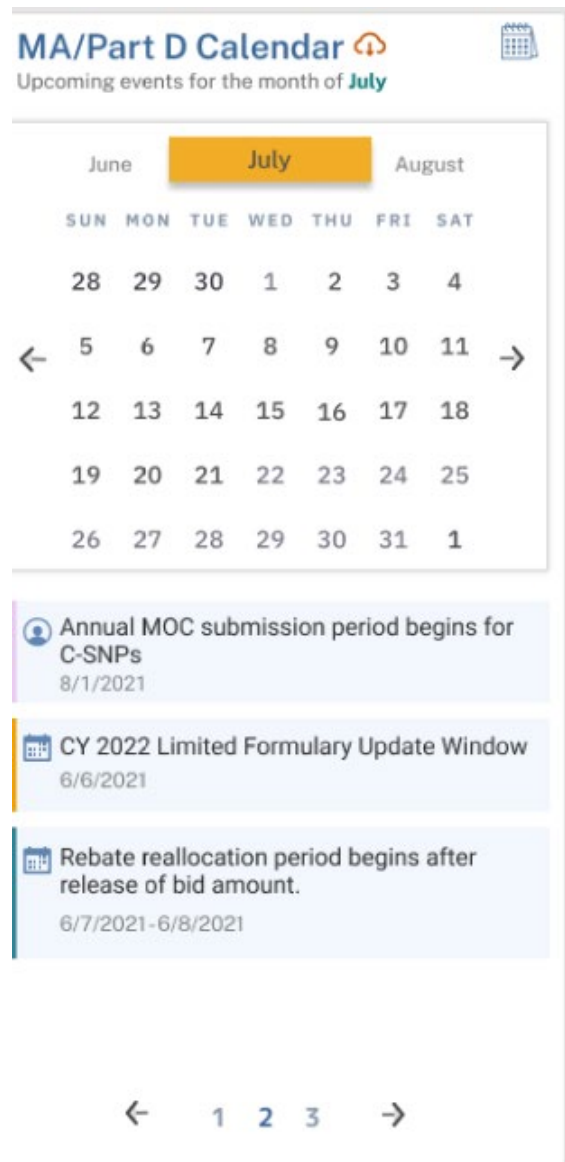 MA/Part D Calendar
Upcoming events for the month of July
June July August
SUN MON TUE WED THU FRI SAT
28 29 30 1 2 3 4
5 6 7 8 9 10 11
12 13 14 15 16 17 18
19 20 21 22 23 24 25
26 27 28 29 30 31 1
Annual MOC submission period begins for
C-SNPs
8/1/2021
CY 2022 Limited Formulary Update Window
6/6/2021
Rebate reallocation period begins after
release of bid amount.
6/7/2021-6/8/2021
1 2 3